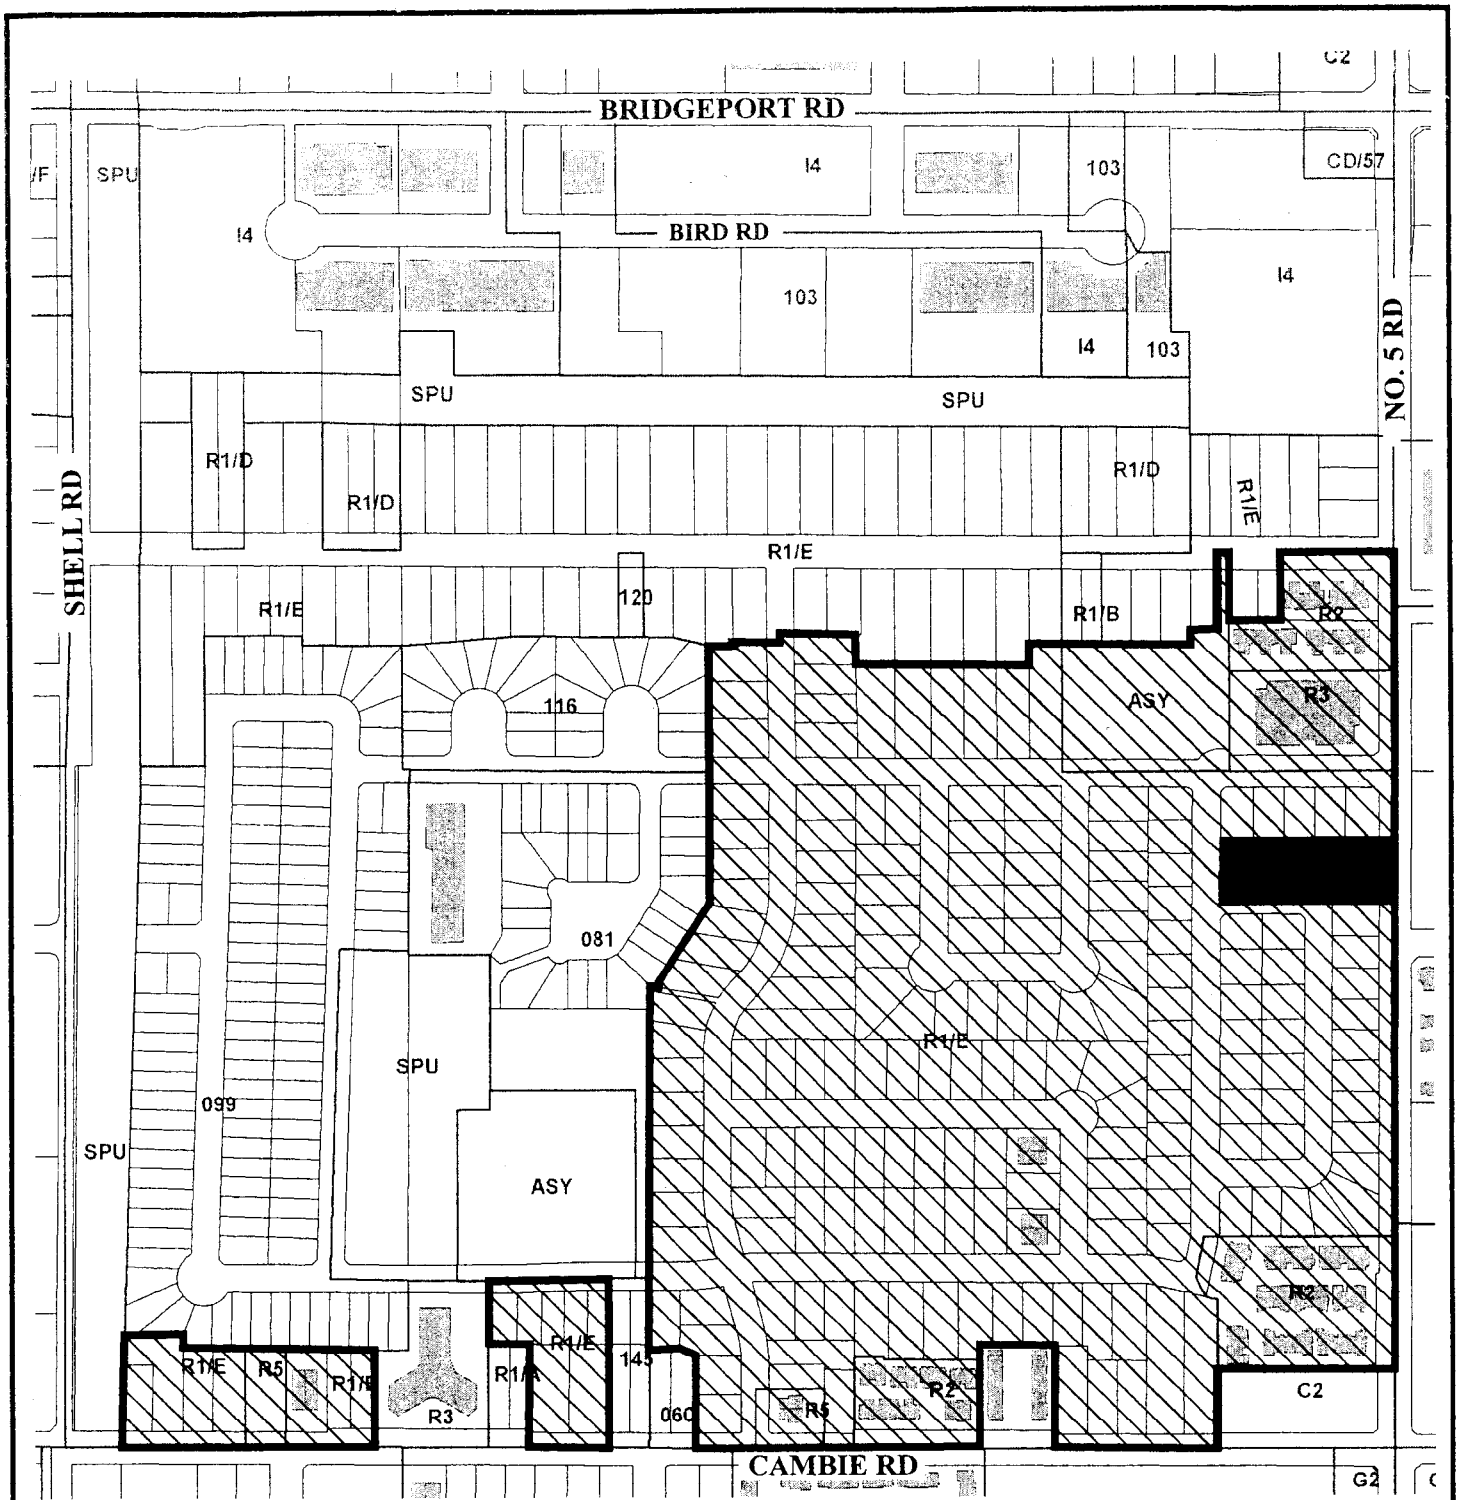 C2
BRIDGEPORT RD
/F
SPU
I4
103
CD/57
I4
BIRD RD
103
I4
I4
103
NO. 5 RD
SPU
SPU
SHELL RD
R1/D
R1/D
R1/D
R1/E
R1/E
R1/E
120
R1/B
R2
116
ASY
R3
081
SPU
R1/E
099
SPU
ASY
R2
R1/E
R5
R1/E
145
R1/A
R3
060
R5
R2
C2
CAMBIE RD
G2